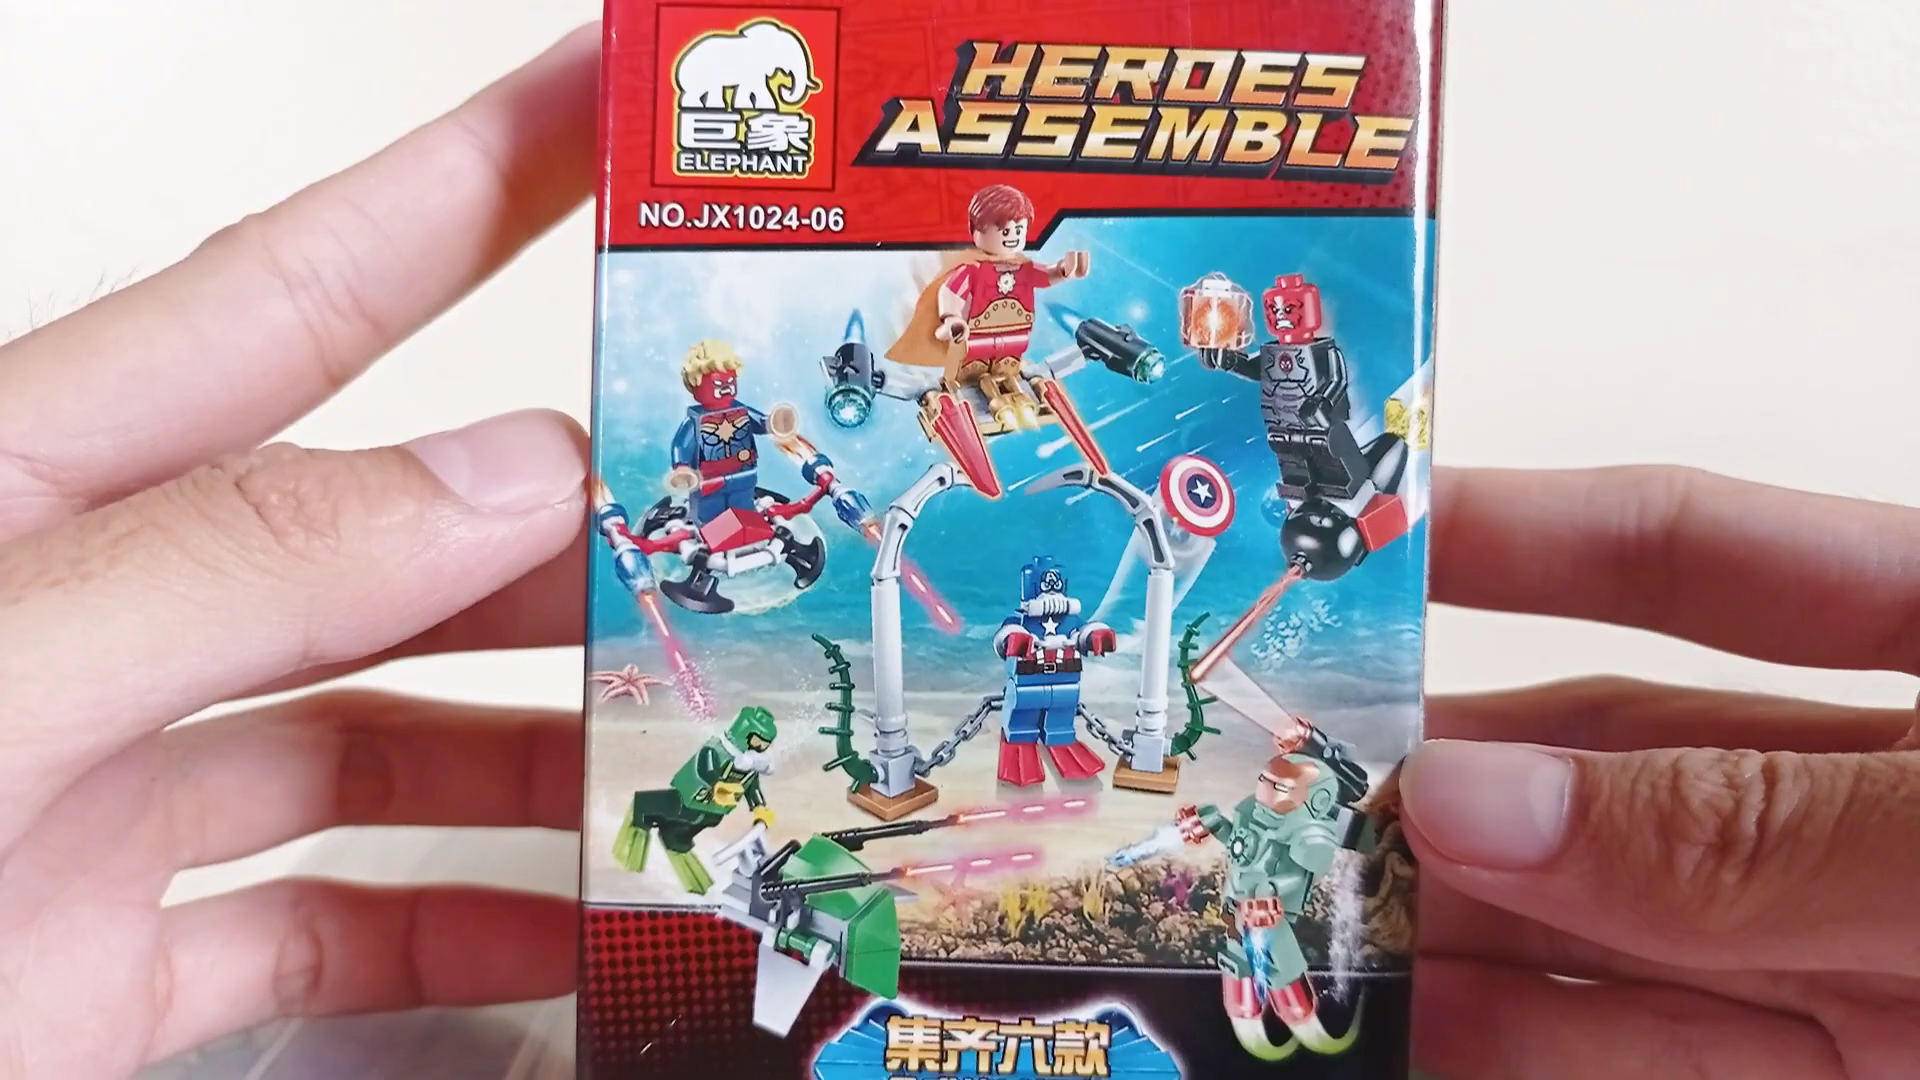 巨象
ELEPHANT
HEROES
ASSEMBLE
NO.JX1024-06
集齐六款